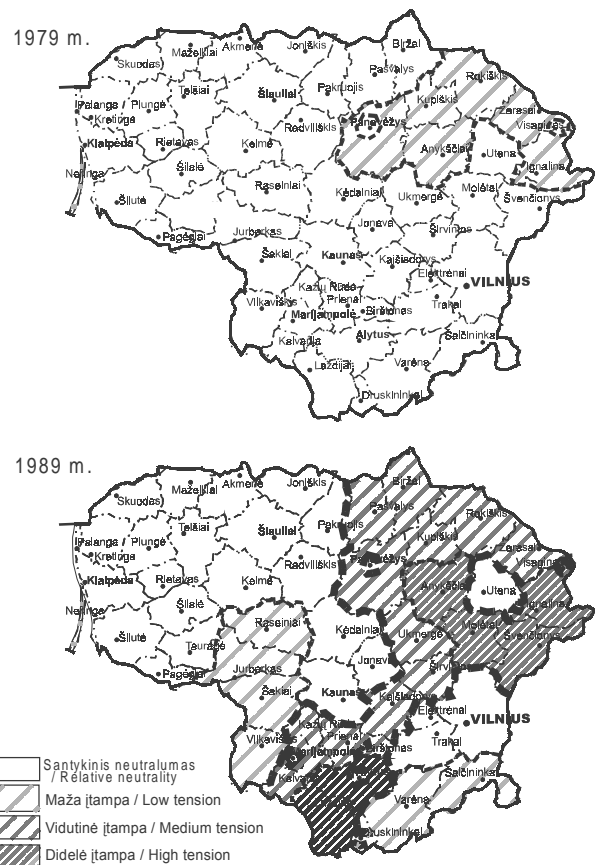 1979 m.
Akmenė
Joniškis
Biržai
Mažeikiai
Skuodas
Pasvalys
Rokiškis
Telšiai
Šiauliai
Pakruojis
Kupiškis
Palanga
Plungė
Kretinga
Zarasai
Visaginas
Radviliškis
Panevėžys
Klaipėda
Rietavas
Kelmė
Anykščiai
Utena
Ignalina
Šilalė
Neringa
Raseiniai
Kėdainiai
Ukmergė
Molėtai
Švenčionys
Šilutė
Jonava
Pagėgiai
Jurbarkas
Širvintos
Šakiai
Kaunas
Kaišiadorys
Elektrėnai
VILNIUS
Kazlų Rūda
Vilkaviškis
Prienai
Birštonas
Trakai
Marijampolė
Kalvarija
Alytus
Šalčininkai
Lazdijai
Varėna
Druskininkai
1989 m.
Akmenė
Joniškis
Biržai
Mažeikiai
Skuodas
Pasvalys
Rokiškis
Telšiai
Šiauliai
Pakruojis
Kupiškis
Palanga
Plungė
Kretinga
Zarasai
Radviliškis
Panevėžys
Klaipėda
Rietavas
Kelmė
Anykščiai
Utena
Ignalina
Šilalė
Neringa
Raseiniai
Kėdainiai
Ukmergė
Molėtai
Švenčionys
Šilutė
Tauragė
Jonava
Pagėgiai
Jurbarkas
Širvintos
Šakiai
Kaunas
Kaišiadorys
Elektrėnai
VILNIUS
Kazlų Rūda
Vilkaviškis
Prienai
Birštonas
Trakai
Marijampolė
Kalvarija
Šalčininkai
Varėna
Druskininkai
Santykinis neutralumas
/ Relative neutrality
Maža įtampa / Low tension
Vidutinė įtampa / Medium tension
Didelė įtampa / High tension